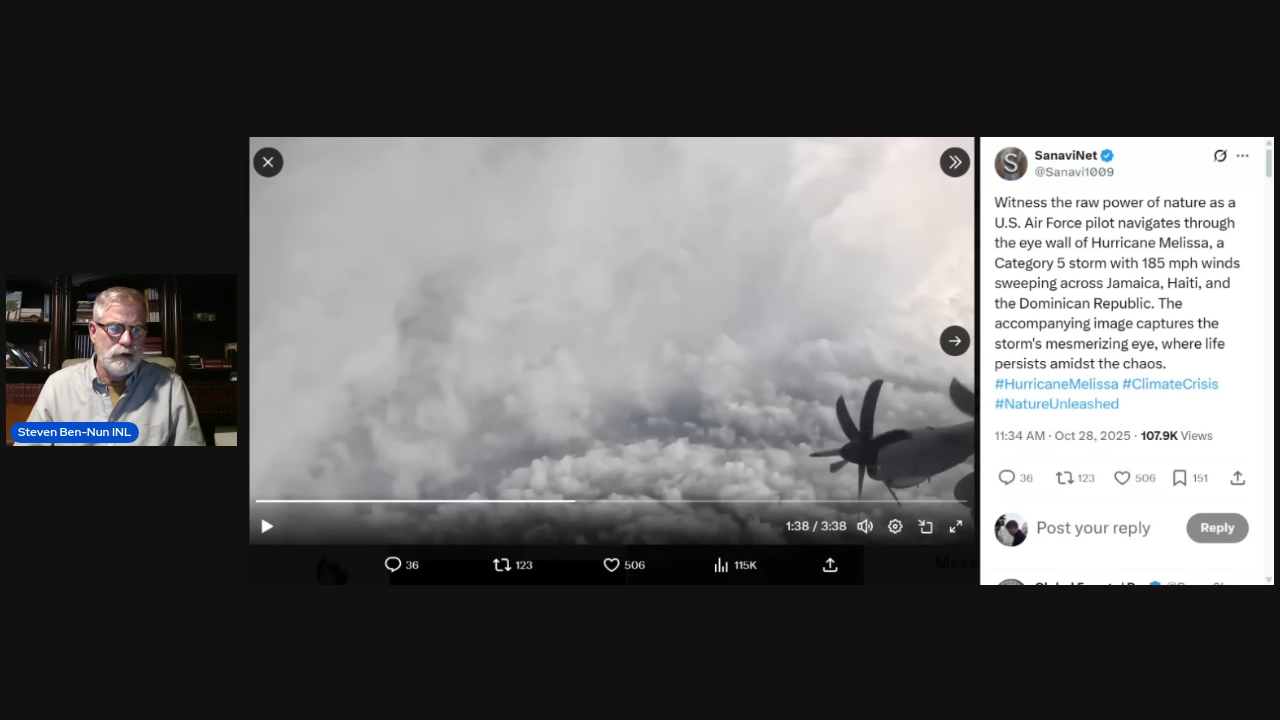 SanaviNet
@Sanavi1009
Witness the raw power of nature as a
U.S. Air Force pilot navigates through
the eye wall of Hurricane Melissa, a
Category 5 storm with 185 mph winds
sweeping across Jamaica, Haiti, and
the Dominican Republic. The
accompanying image captures the
storm's mesmerizing eye, where life
persists amidst the chaos.
#HurricaneMelissa #ClimateCrisis
#NatureUnleashed
11:34 AM · Oct 28, 2025 · 107.9K Views
36 123 506 151
Post your reply Reply
Steven Ben-Nun INL
1:38 / 3:38
36 123 506 115K